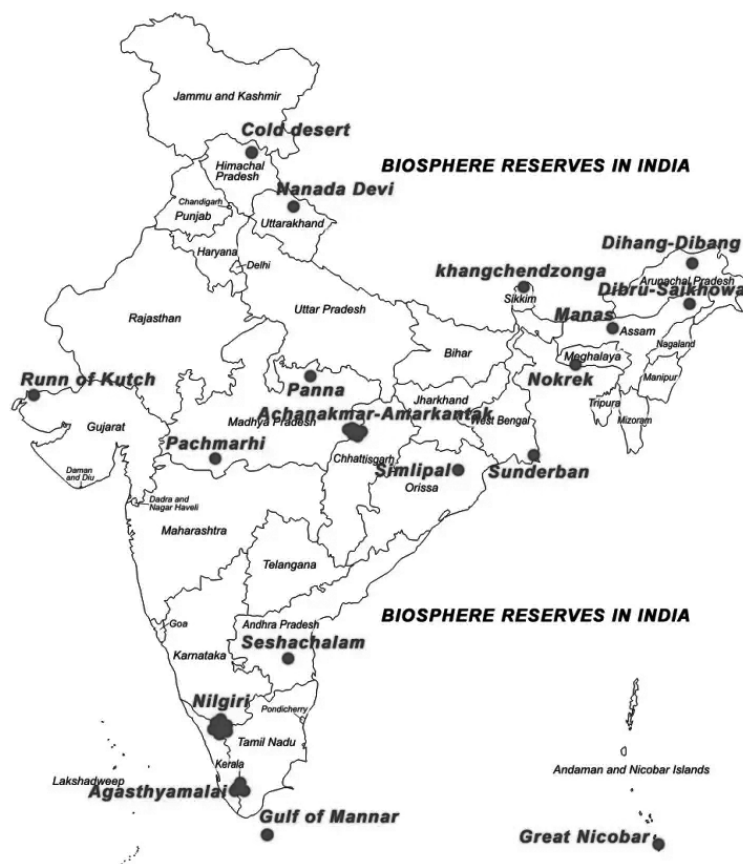 Jammu and Kashmir
Cold desert
Himachal
Pradesh
BIOSPHERE RESERVES IN INDIA
Nanada Devi
Chandigarh
Punjab
Uttarakhand
Haryana
Delhi
Dihang-Dibang
khangchendzonga
Arunachal Pradesh
Sikkim
Dibru-Saikhowa
Rajasthan
Uttar Pradesh
Manas
Assam
Nagaland
Bihar
Meghalaya
Runn of Kutch
Panna
Nokrek
Manipur
Jharkhand
Tripura
Achanakmar-Amarkantak
Madhya Pradesh
West Bengal
Mizoram
Gujarat
Pachmarhi
Chhattisgarh
Simlipal
Sunderban
Daman
and Diu
Orissa
Dadra and
Nagar Haveli
Maharashtra
Telangana
BIOSPHERE RESERVES IN INDIA
Goa
Andhra Pradesh
Seshachalam
Karnataka
Nilgiri
Pondicherry
Tamil Nadu
Kerala
Andaman and Nicobar Islands
Lakshadweep
Agasthyamalai
Gulf of Mannar
Great Nicobar